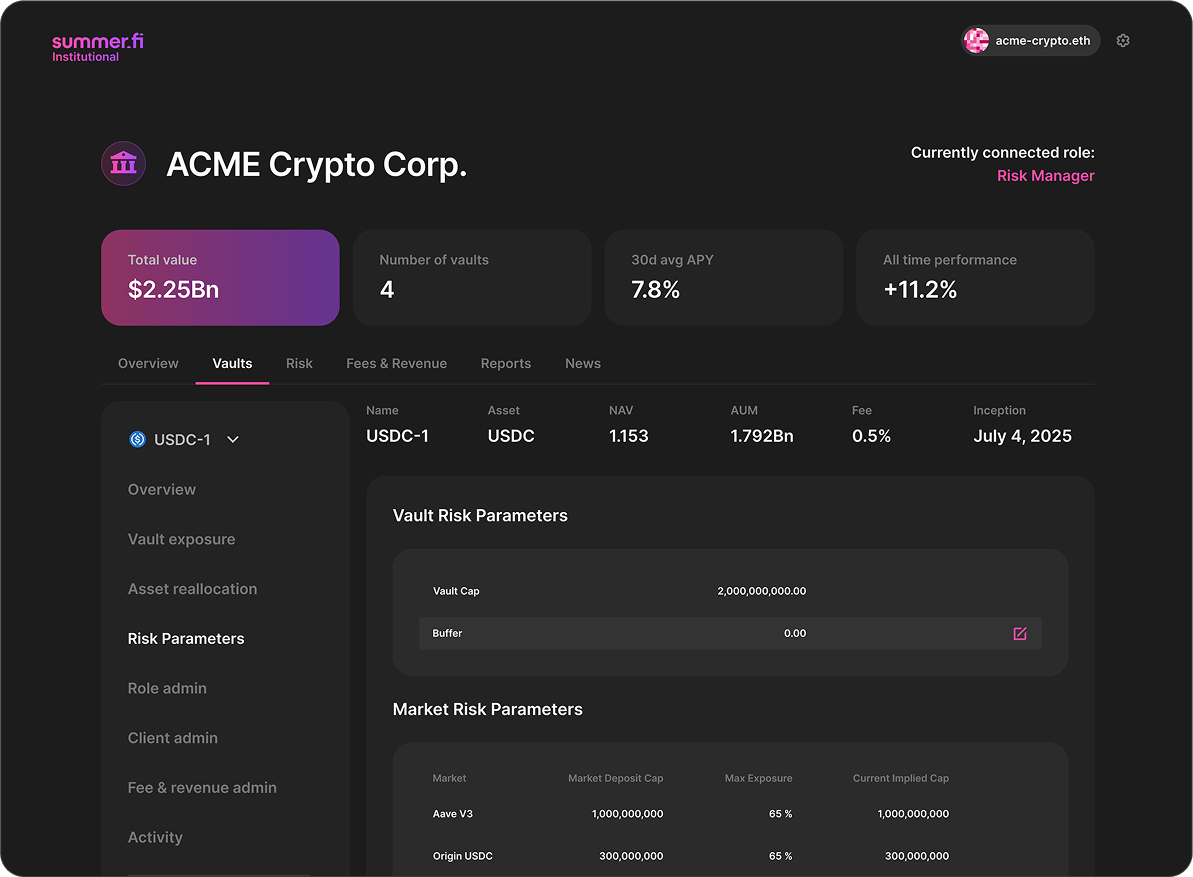 summer.fi
Institutional
acme-crypto.eth
ACME Crypto Corp.
Currently connected role:
Risk Manager
Total value
$2.25Bn
Number of vaults
4
30d avg APY
7.8%
All time performance
+11.2%
Overview Vaults Risk Fees & Revenue Reports News
USDC-1
Overview
Vault exposure
Asset reallocation
Risk Parameters
Role admin
Client admin
Fee & revenue admin
Activity
Name Asset NAV AUM Fee Inception
USDC-1 USDC 1.153 1.792Bn 0.5% July 4, 2025
Vault Risk Parameters
Vault Cap 2,000,000,000.00
Buffer 0.00
Market Risk Parameters
Market Market Deposit Cap Max Exposure Current Implied Cap
Aave V3 1,000,000,000 65 % 1,000,000,000
Origin USDC 300,000,000 65 % 300,000,000